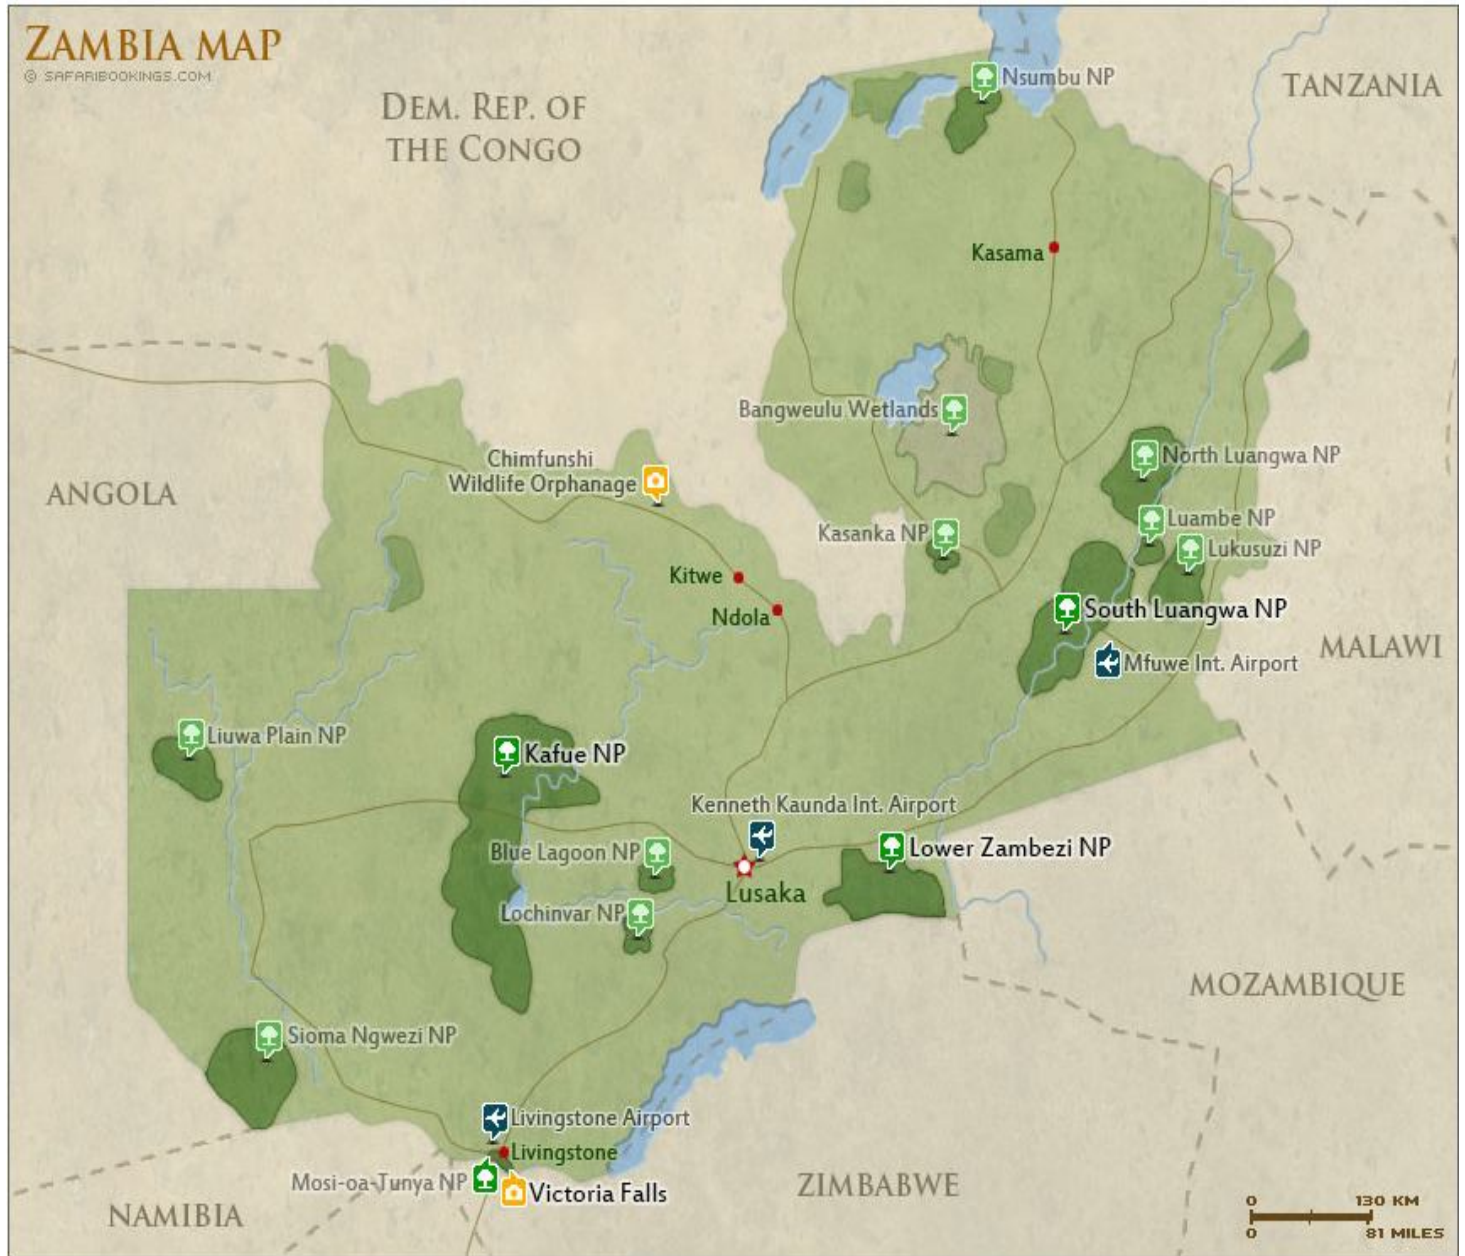 ZAMBIA MAP
© SAFARIBOOKINGS.COM
DEM. REP. OF
THE CONGO
Nsumbu NP
TANZANIA
Kasama
Bangweulu Wetlands
Chimfunshi
Wildlife Orphanage
North Luangwa NP
ANGOLA
Kasanka NP
Luambe NP
Lukusuzi NP
Kitwe
Ndola
South Luangwa NP
MALAWI
Mfuwe Int. Airport
Liuwa Plain NP
Kafue NP
Kenneth Kaunda Int. Airport
Blue Lagoon NP
Lower Zambezi NP
Lusaka
Lochinvar NP
MOZAMBIQUE
Sioma Ngwezi NP
Livingstone Airport
Livingstone
Mosi-oa-Tunya NP
Victoria Falls
ZIMBABWE
NAMIBIA
0 130 KM
0 81 MILES